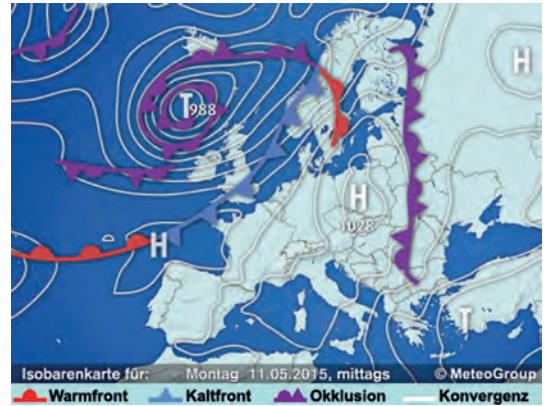 H
T 988
H
1028
H
T
Isobarenkarte für: Montag 11.05.2015, mittags © MeteoGroup
Warmfront Kaltfront Okklusion Konvergenz